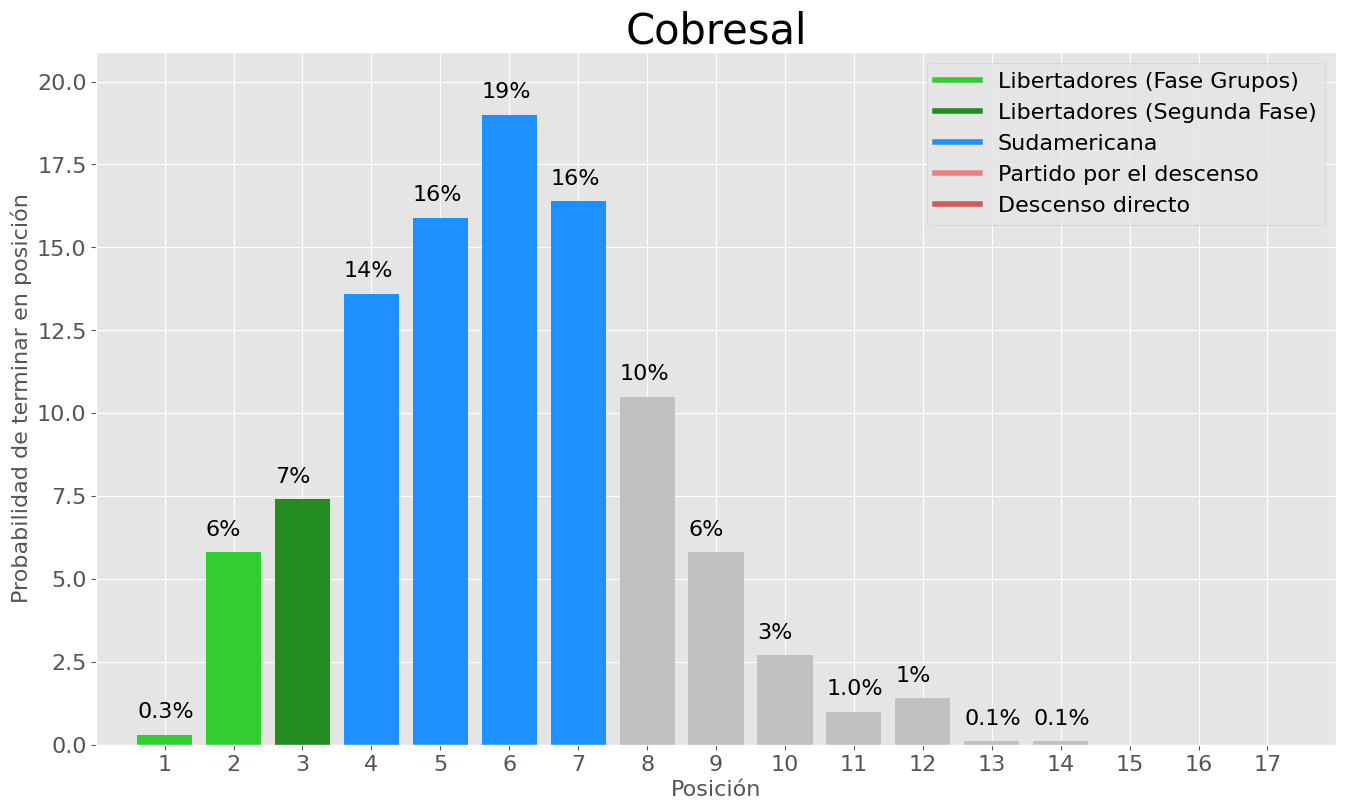 Cobresal
Libertadores (Fase Grupos)
Libertadores (Segunda Fase)
Sudamericana
Partido por el descenso
Descenso directo
Probabilidad de terminar en posición
20.0
17.5
15.0
12.5
10.0
7.5
5.0
2.5
0.0
0.3%
6%
7%
14%
16%
19%
16%
10%
6%
3%
1.0%
1%
0.1%
0.1%
1 2 3 4 5 6 7 8 9 10 11 12 13 14 15 16 17
Posición